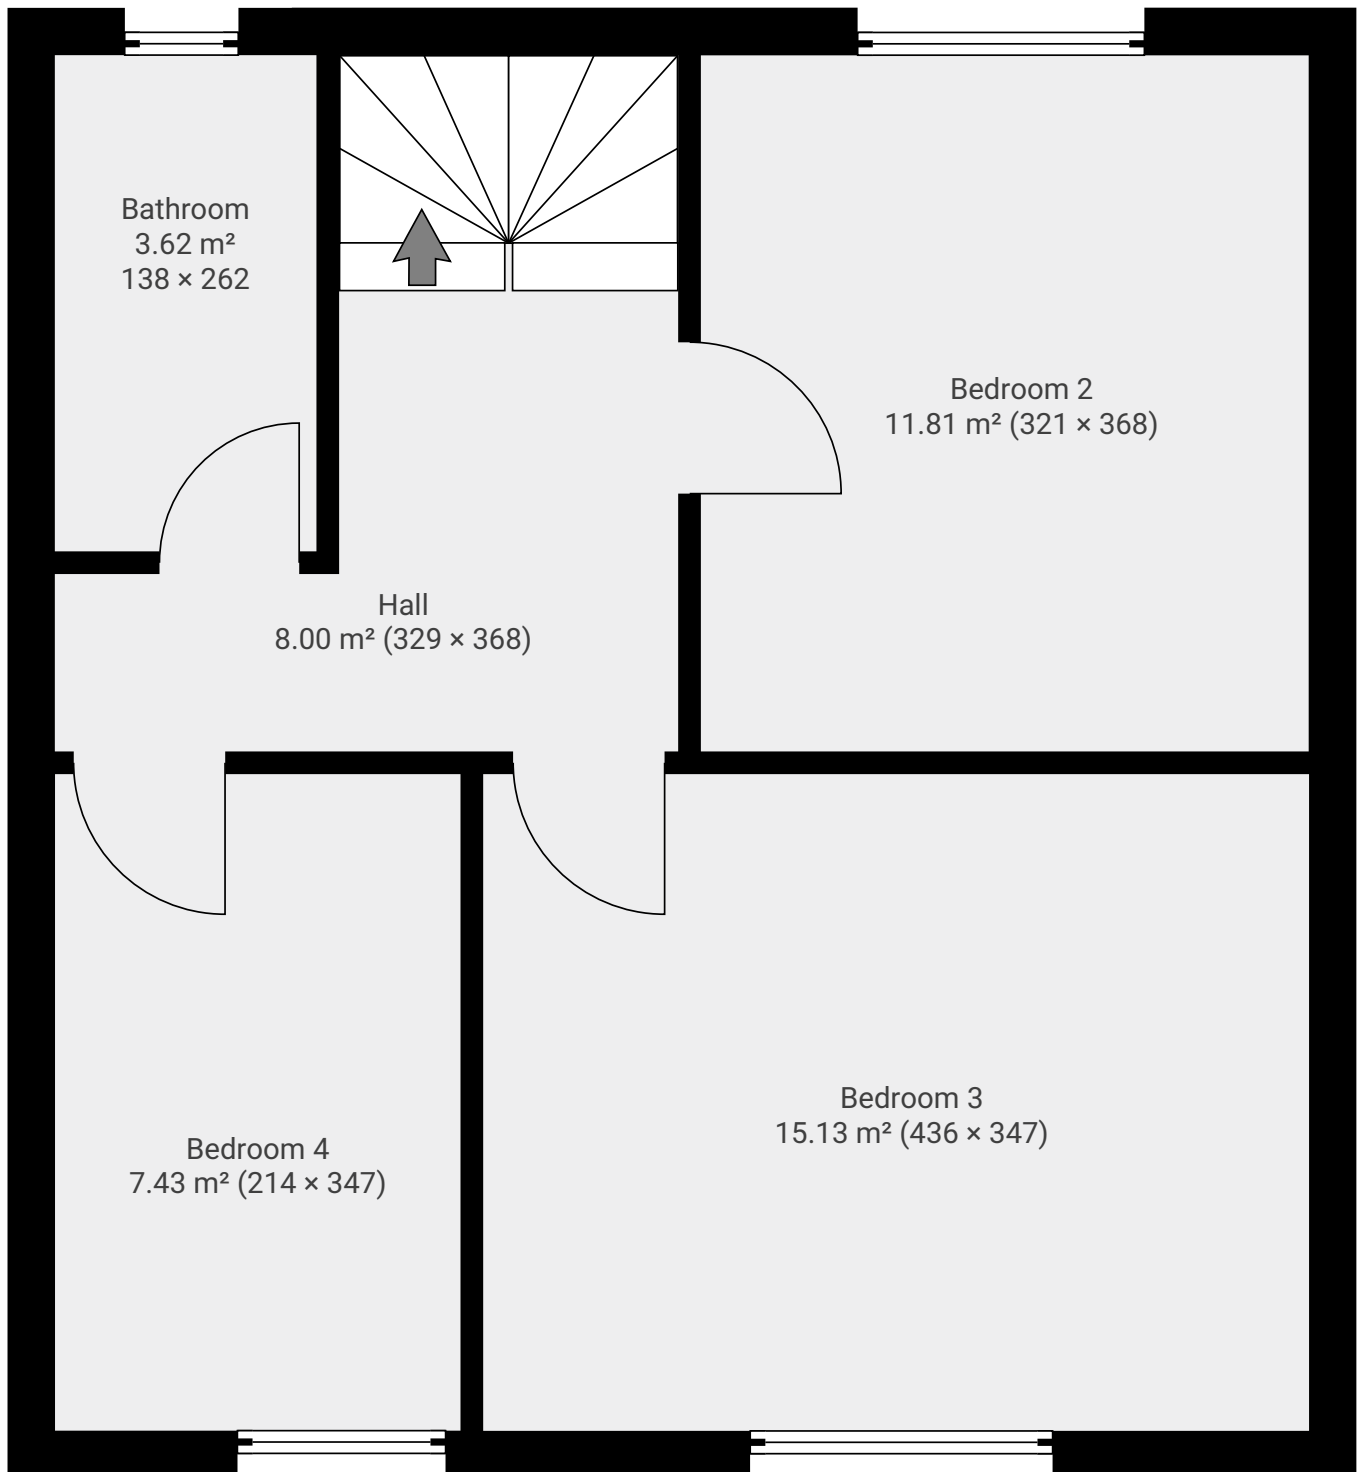 Bathroom
3.62 m²
138 × 262
Bedroom 2
11.81 m² (321 × 368)
Hall
8.00 m² (329 × 368)
Bedroom 3
15.13 m² (436 × 347)
Bedroom 4
7.43 m² (214 × 347)